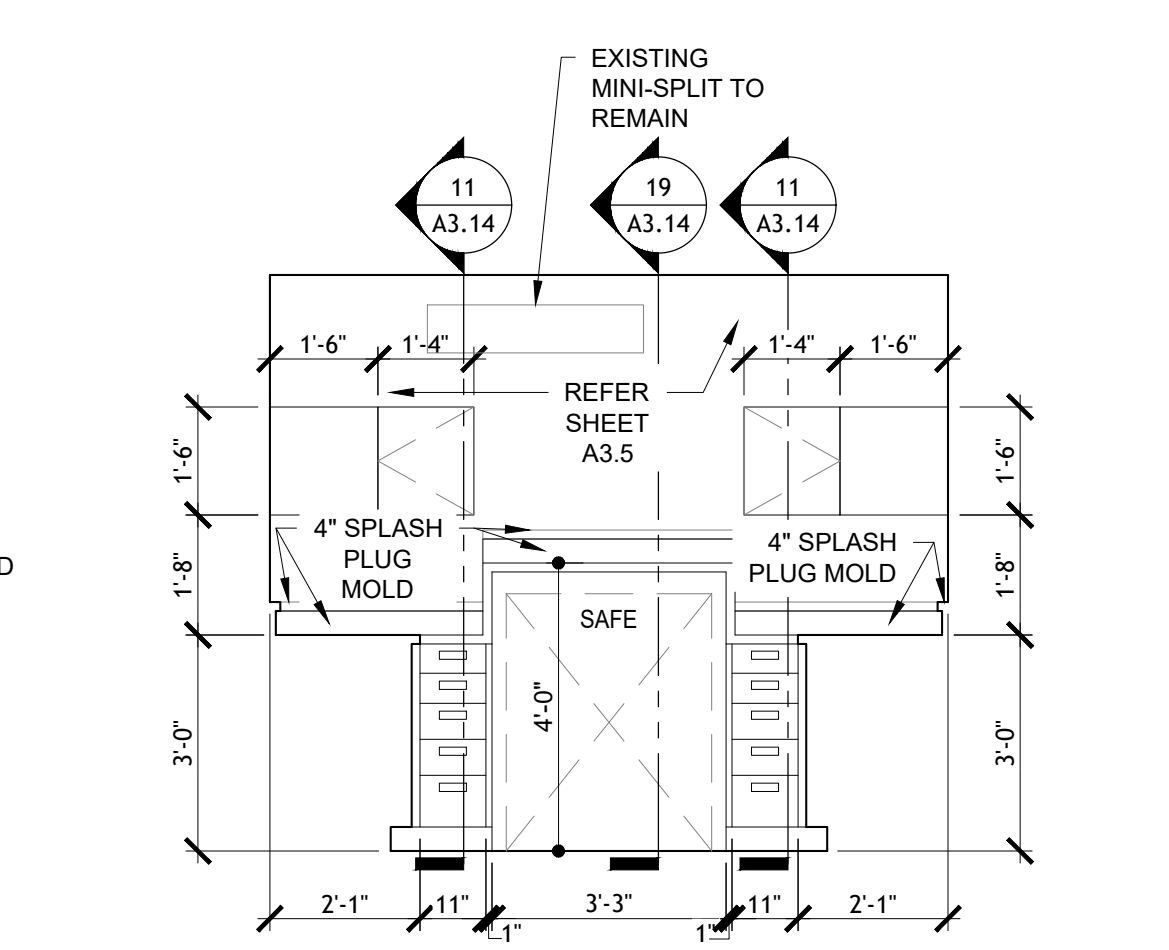 EXISTING
MINI-SPLIT TO
REMAIN
11
A3.14
19
A3.14
11
A3.14
1'-6"
1'-4"
1'-4"
1'-6"
REFER
SHEET
A3.5
1'-6"
1'-6"
4" SPLASH
PLUG
MOLD
4" SPLASH
PLUG MOLD
1'-8"
1'-8"
D
SAFE
4'-0"
3'-0"
3'-0"
2'-1"
11"
3'-3"
11"
2'-1"
1"
1"